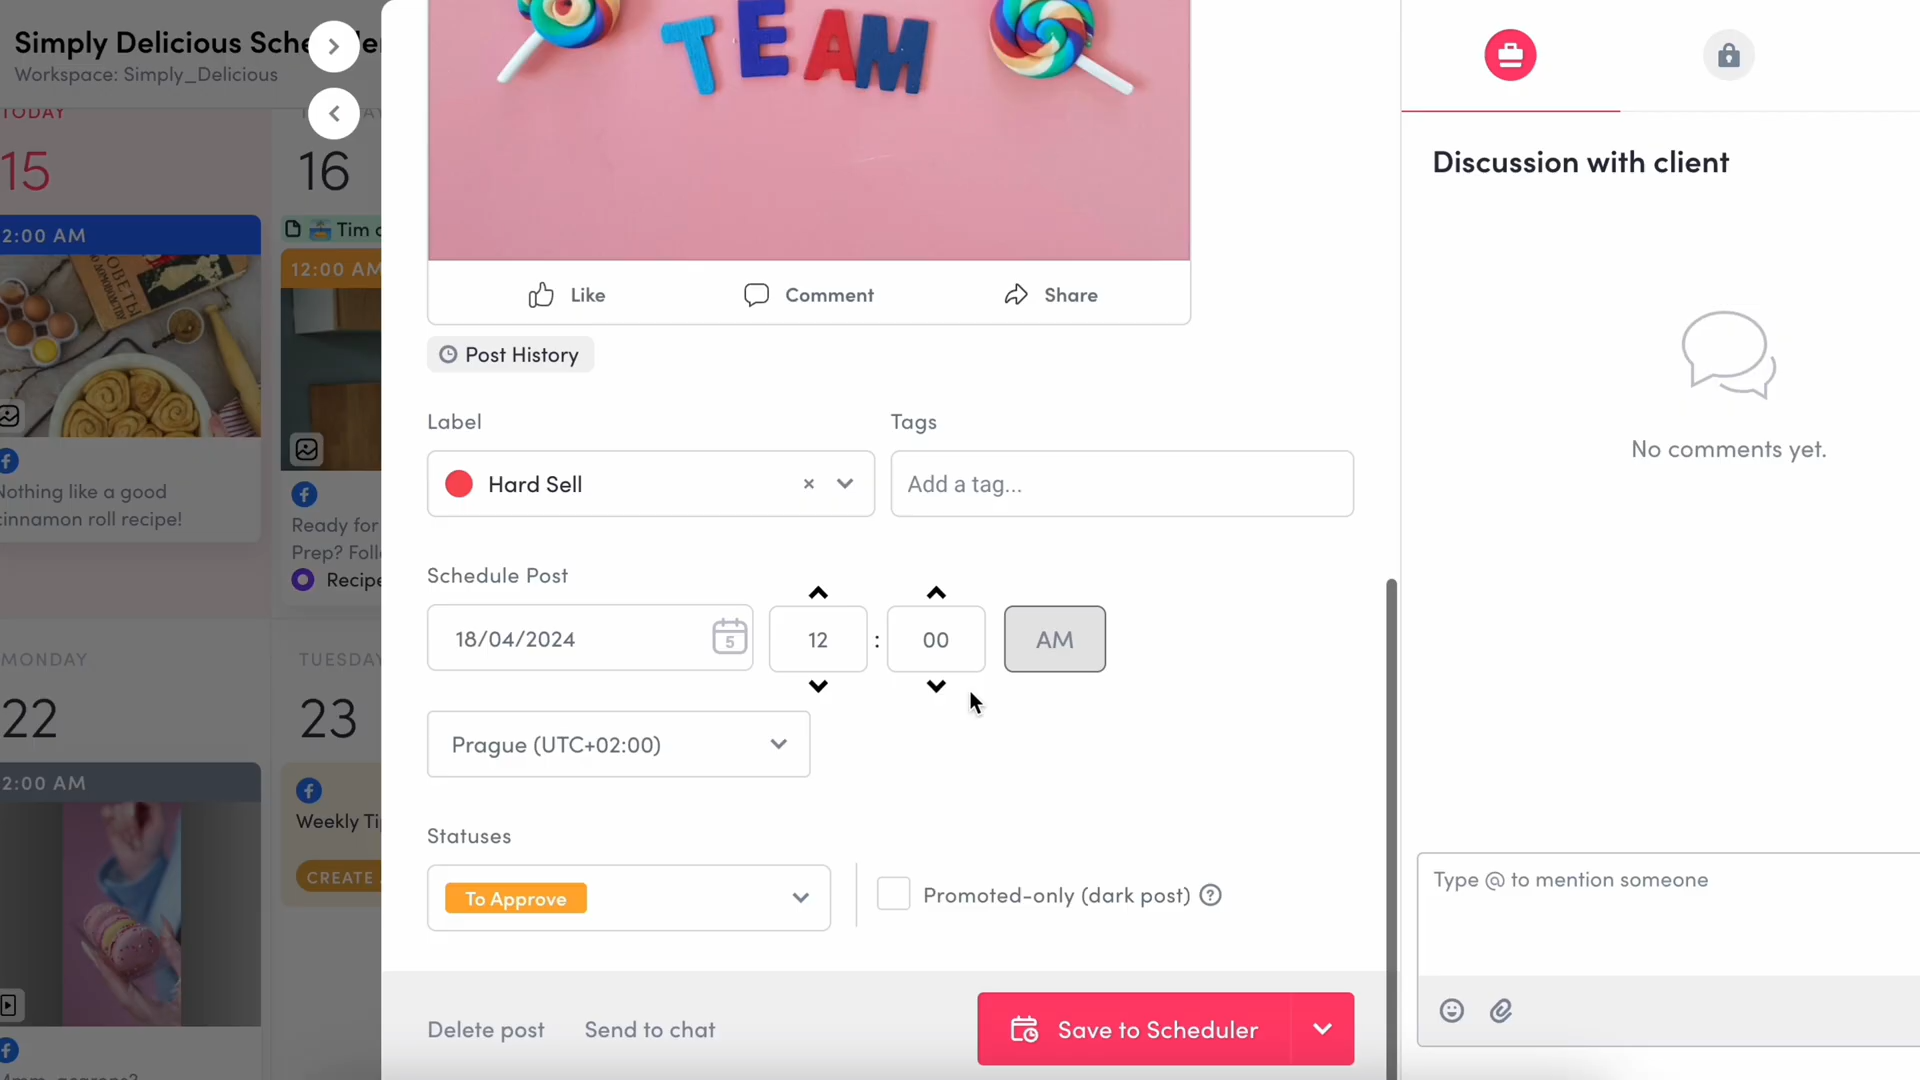 Simply Delicious Sche
Workspace: Simply_Delicious
TODAY
15
16
2:00 AM
Tim
12:00 AM
СОВЕТЫ
Nothing like a good
cinnamon roll recipe!
Ready for
Prep? Foll
Recipe
MONDAY
TUESDAY
22
23
2:00 AM
Weekly Ti
CREATE
TEAM
Like
Comment
Share
Post History
Label
Tags
Hard Sell
Add a tag...
Schedule Post
18/04/2024
5
12
:
00
AM
Prague (UTC+02:00)
Statuses
To Approve
Promoted-only (dark post)
Delete post
Send to chat
Save to Scheduler
Discussion with client
No comments yet.
Type @ to mention someone